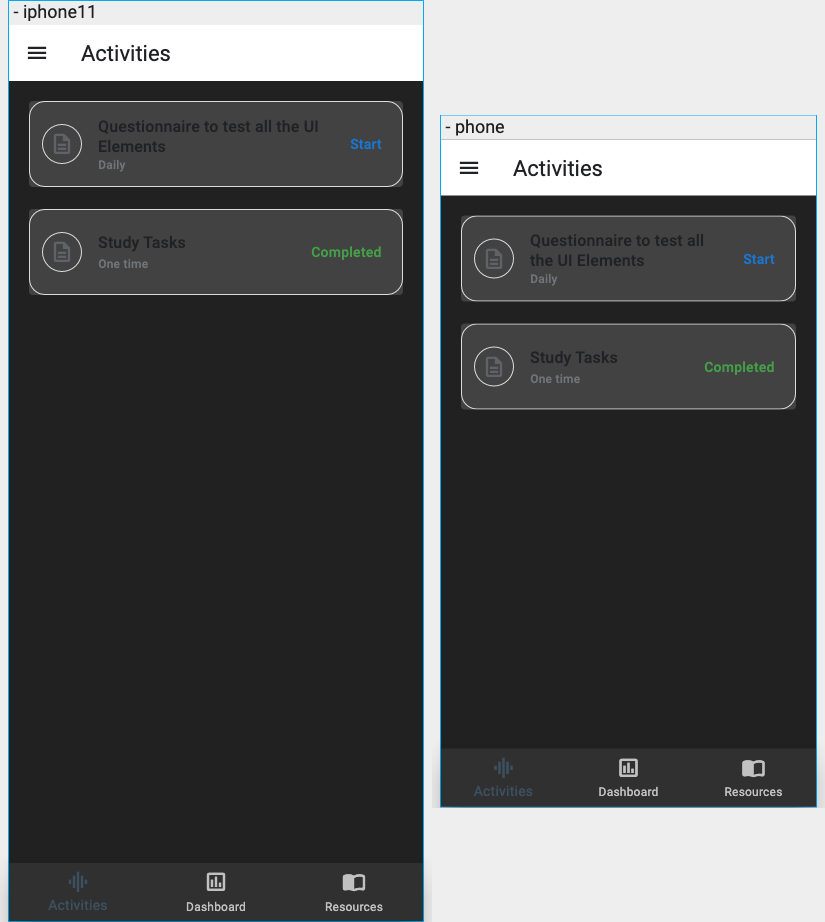 - iphone11
Activities
Questionnaire to test all the UI
Elements
Daily
Start
Study Tasks
One time
Completed
Activities
Dashboard
Resources
- phone
Activities
Questionnaire to test all
the UI Elements
Daily
Start
Study Tasks
One time
Completed
Activities
Dashboard
Resources